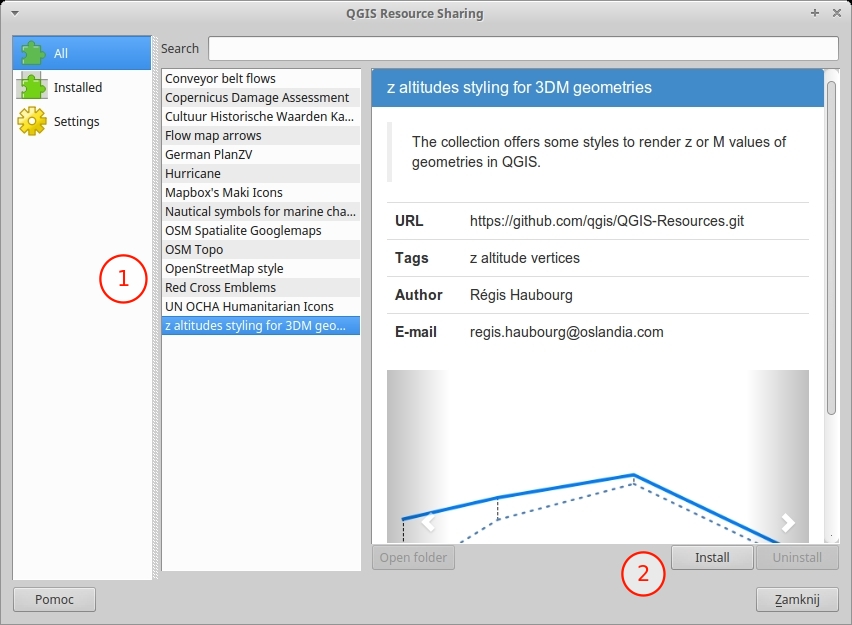 QGIS Resource Sharing
All
Installed
Settings
Search
Conveyor belt flows
Copernicus Damage Assessment
Cultuur Historische Waarden Ka...
Flow map arrows
German PlanZV
Hurricane
Mapbox's Maki Icons
Nautical symbols for marine cha...
OSM Spatialite Googlemaps
OSM Topo
OpenStreetMap style
Red Cross Emblems
UN OCHA Humanitarian Icons
z altitudes styling for 3DM geo...
1
z altitudes styling for 3DM geometries
The collection offers some styles to render z or M values of
geometries in QGIS.
URL https://github.com/qgis/QGIS-Resources.git
Tags z altitude vertices
Author Régis Haubourg
E-mail regis.haubourg@oslandia.com
Open folder
2
Install
Uninstall
Pomoc
Zamknij